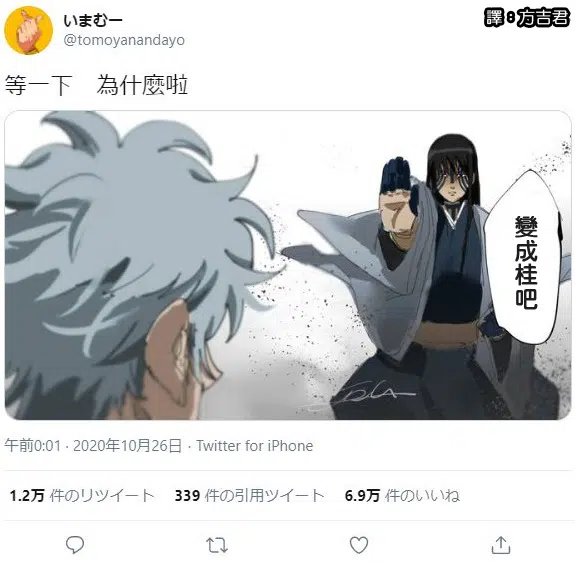 譯：方吉君
いまむー
@tomoyanandayo
等一下　為什麼啦
變成桂吧
午前0:01 · 2020年10月26日 · Twitter for iPhone
1.2万 件のリツイート　339 件の引用ツイート　6.9万 件のいいね